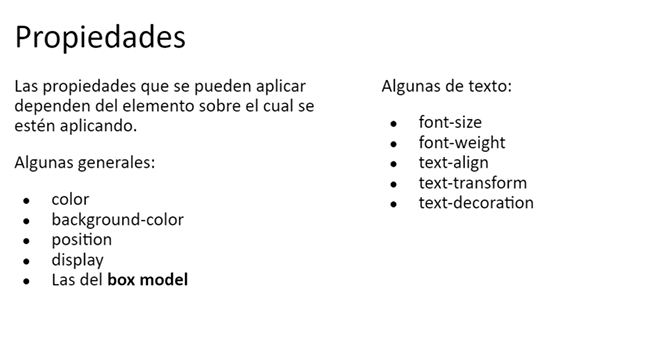 Propiedades
Las propiedades que se pueden aplicar
dependen del elemento sobre el cual se
estén aplicando.
Algunas generales:
● color
● background-color
● position
● display
● Las del box model
Algunas de texto:
● font-size
● font-weight
● text-align
● text-transform
● text-decoration